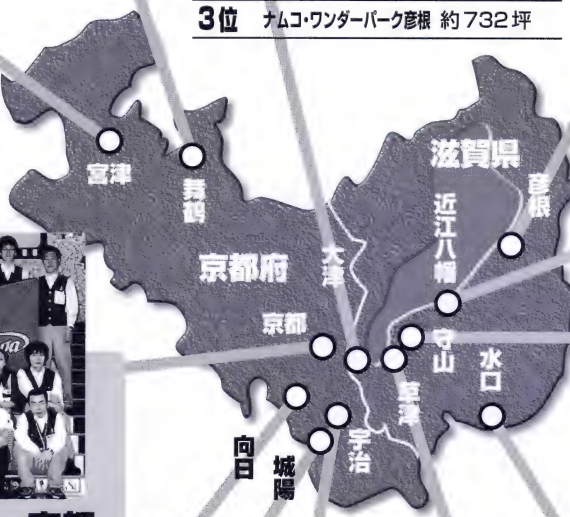 3位 ナムコ・ワンダーパーク彦根 約732坪
宮津
舞鶴
滋賀県
彦根
近江八幡
京都府
大津
京都
守山
水口
草津
宇治
向日
城陽